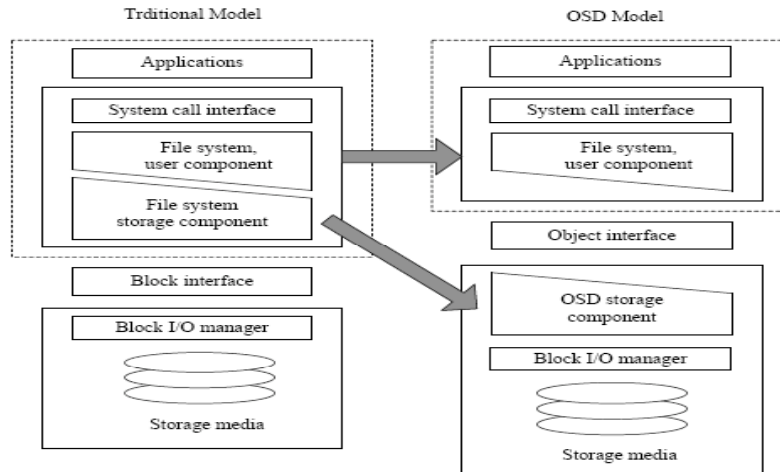 Trditional Model
Applications
System call interface
File system,
user component
File system
storage component
Block interface
Block I/O manager
Storage media
OSD Model
Applications
System call interface
File system,
user component
Object interface
OSD storage
component
Block I/O manager
Storage media